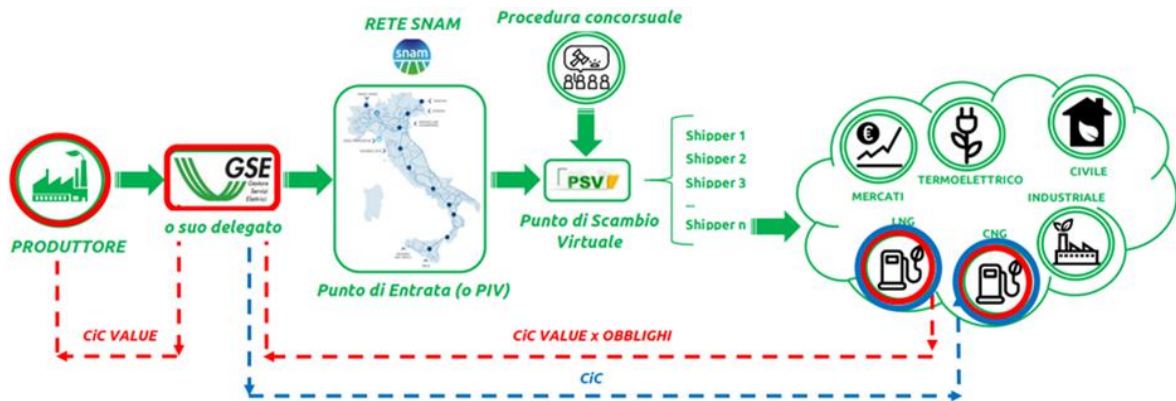 RETE SNAM
snam
Procedura concorsuale
GSE
Gestore
Servizi
Elettrici
PRODUTTORE
o suo delegato
Punto di Entrata (o PIV)
PSV
Punto di Scambio
Virtuale
Shipper 1
Shipper 2
Shipper 3
...
Shipper n
€
MERCATI
TERMOELETTRICO
CIVILE
INDUSTRIALE
LNG
CNG
CiC VALUE
CiC VALUE x OBBLIGHI
CiC